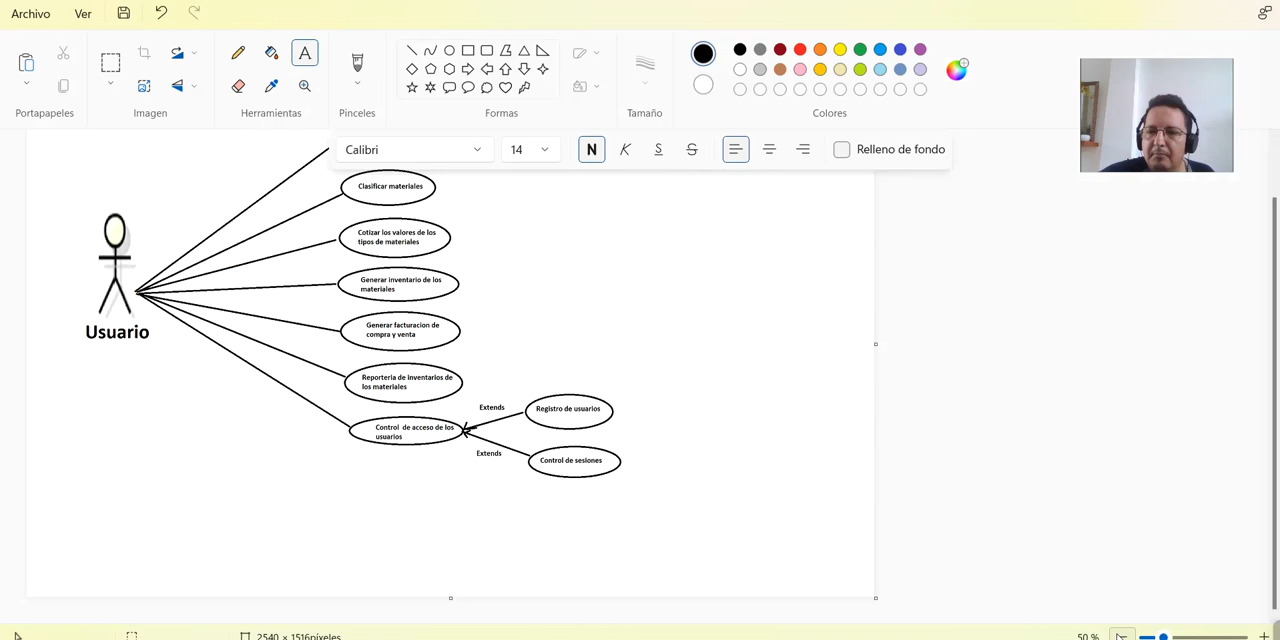 Archivo Ver
Portapapeles
Imagen
A
Herramientas
Pinceles
Formas
Tamaño
Colores
Calibri
14
N K S S
Relleno de fondo
Clasificar materiales
Cotizar los valores de los
tipos de materiales
Generar inventario de los
materiales
Generar facturacion de
compra y venta
Usuario
Reporteria de inventarios de
los materiales
Extends
Registro de usuarios
Control de acceso de los
usuarios
Extends
Control de sesiones
2540 × 1516píxeles
50 %